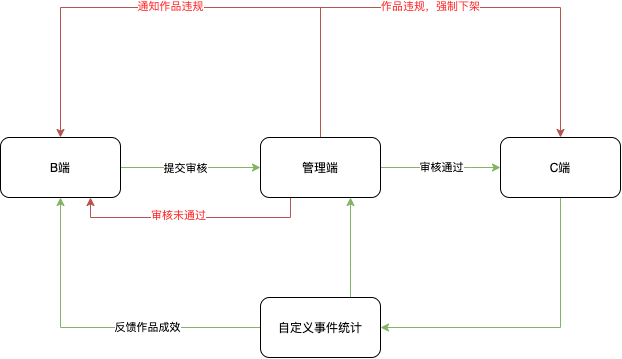 通知作品违规
作品违规，强制下架
B端
提交审核
管理端
审核通过
C端
审核未通过
反馈作品成效
自定义事件统计